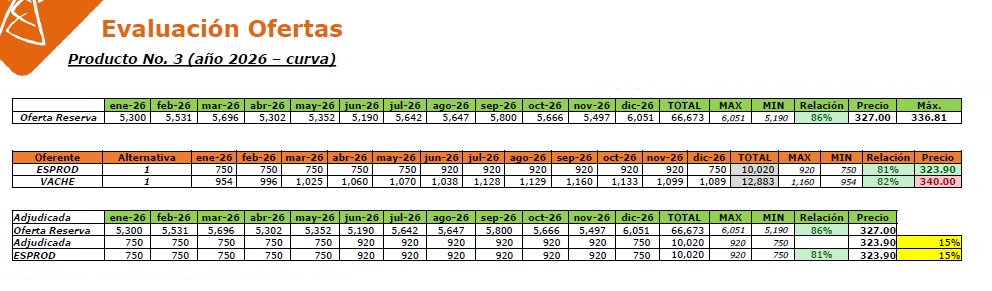 Evaluación Ofertas
Producto No. 3 (año 2026 – curva)
ene-26 feb-26 mar-26 abr-26 may-26 jun-26 jul-26 ago-26 sep-26 oct-26 nov-26 dic-26 TOTAL MAX MIN Relación Precio Máx.
Oferta Reserva 5,300 5,531 5,696 5,302 5,352 5,190 5,642 5,647 5,800 5,666 5,497 6,051 66,673 6,051 5,190 86% 327.00 336.81
Oferente Alternativa ene-26 feb-26 mar-26 abr-26 may-26 jun-26 jul-26 ago-26 sep-26 oct-26 nov-26 dic-26 TOTAL MAX MIN Relación Precio
ESPROD 1 750 750 750 750 750 920 920 920 920 920 920 750 10,020 920 750 81% 323.90
VACHE 1 954 996 1,025 1,060 1,070 1,038 1,128 1,129 1,160 1,133 1,099 1,089 12,883 1,160 954 82% 340.00
Adjudicada ene-26 feb-26 mar-26 abr-26 may-26 jun-26 jul-26 ago-26 sep-26 oct-26 nov-26 dic-26 TOTAL MAX MIN Relación Precio
Oferta Reserva 5,300 5,531 5,696 5,302 5,352 5,190 5,642 5,647 5,800 5,666 5,497 6,051 66,673 6,051 5,190 86% 327.00
Adjudicada 750 750 750 750 750 920 920 920 920 920 920 750 10,020 920 750 323.90 15%
ESPROD 750 750 750 750 750 920 920 920 920 920 920 750 10,020 920 750 81% 323.90 15%